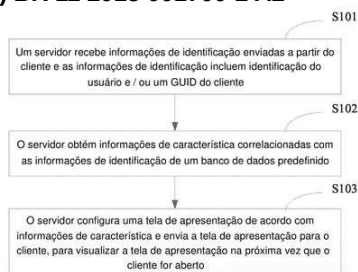 S101
Um servidor recebe informações de identificação enviadas a partir do
cliente e as informações de identificação incluem identificação do
usuário e / ou um GUID do cliente
S102
O servidor obtém informações de característica correlacionadas com
as informações de identificação de um banco de dados predefinido
S103
O servidor configura uma tela de apresentação de acordo com
informações de característica e envia a tela de apresentação para o
cliente, para visualizar a tela de apresentação na próxima vez que o
cliente for aberto